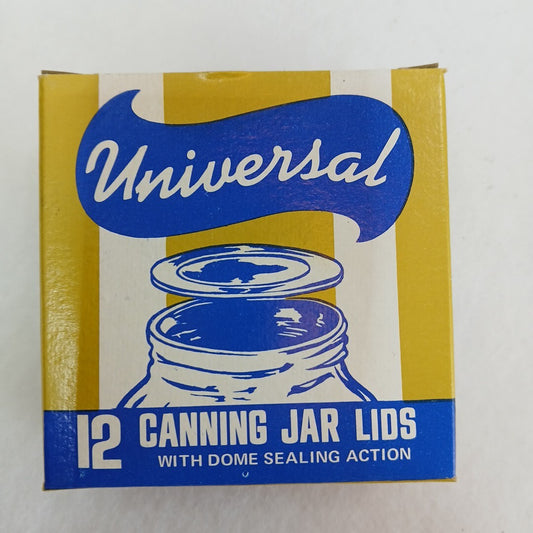 Universal
12 CANNING JAR LIDS
WITH DOME SEALING ACTION